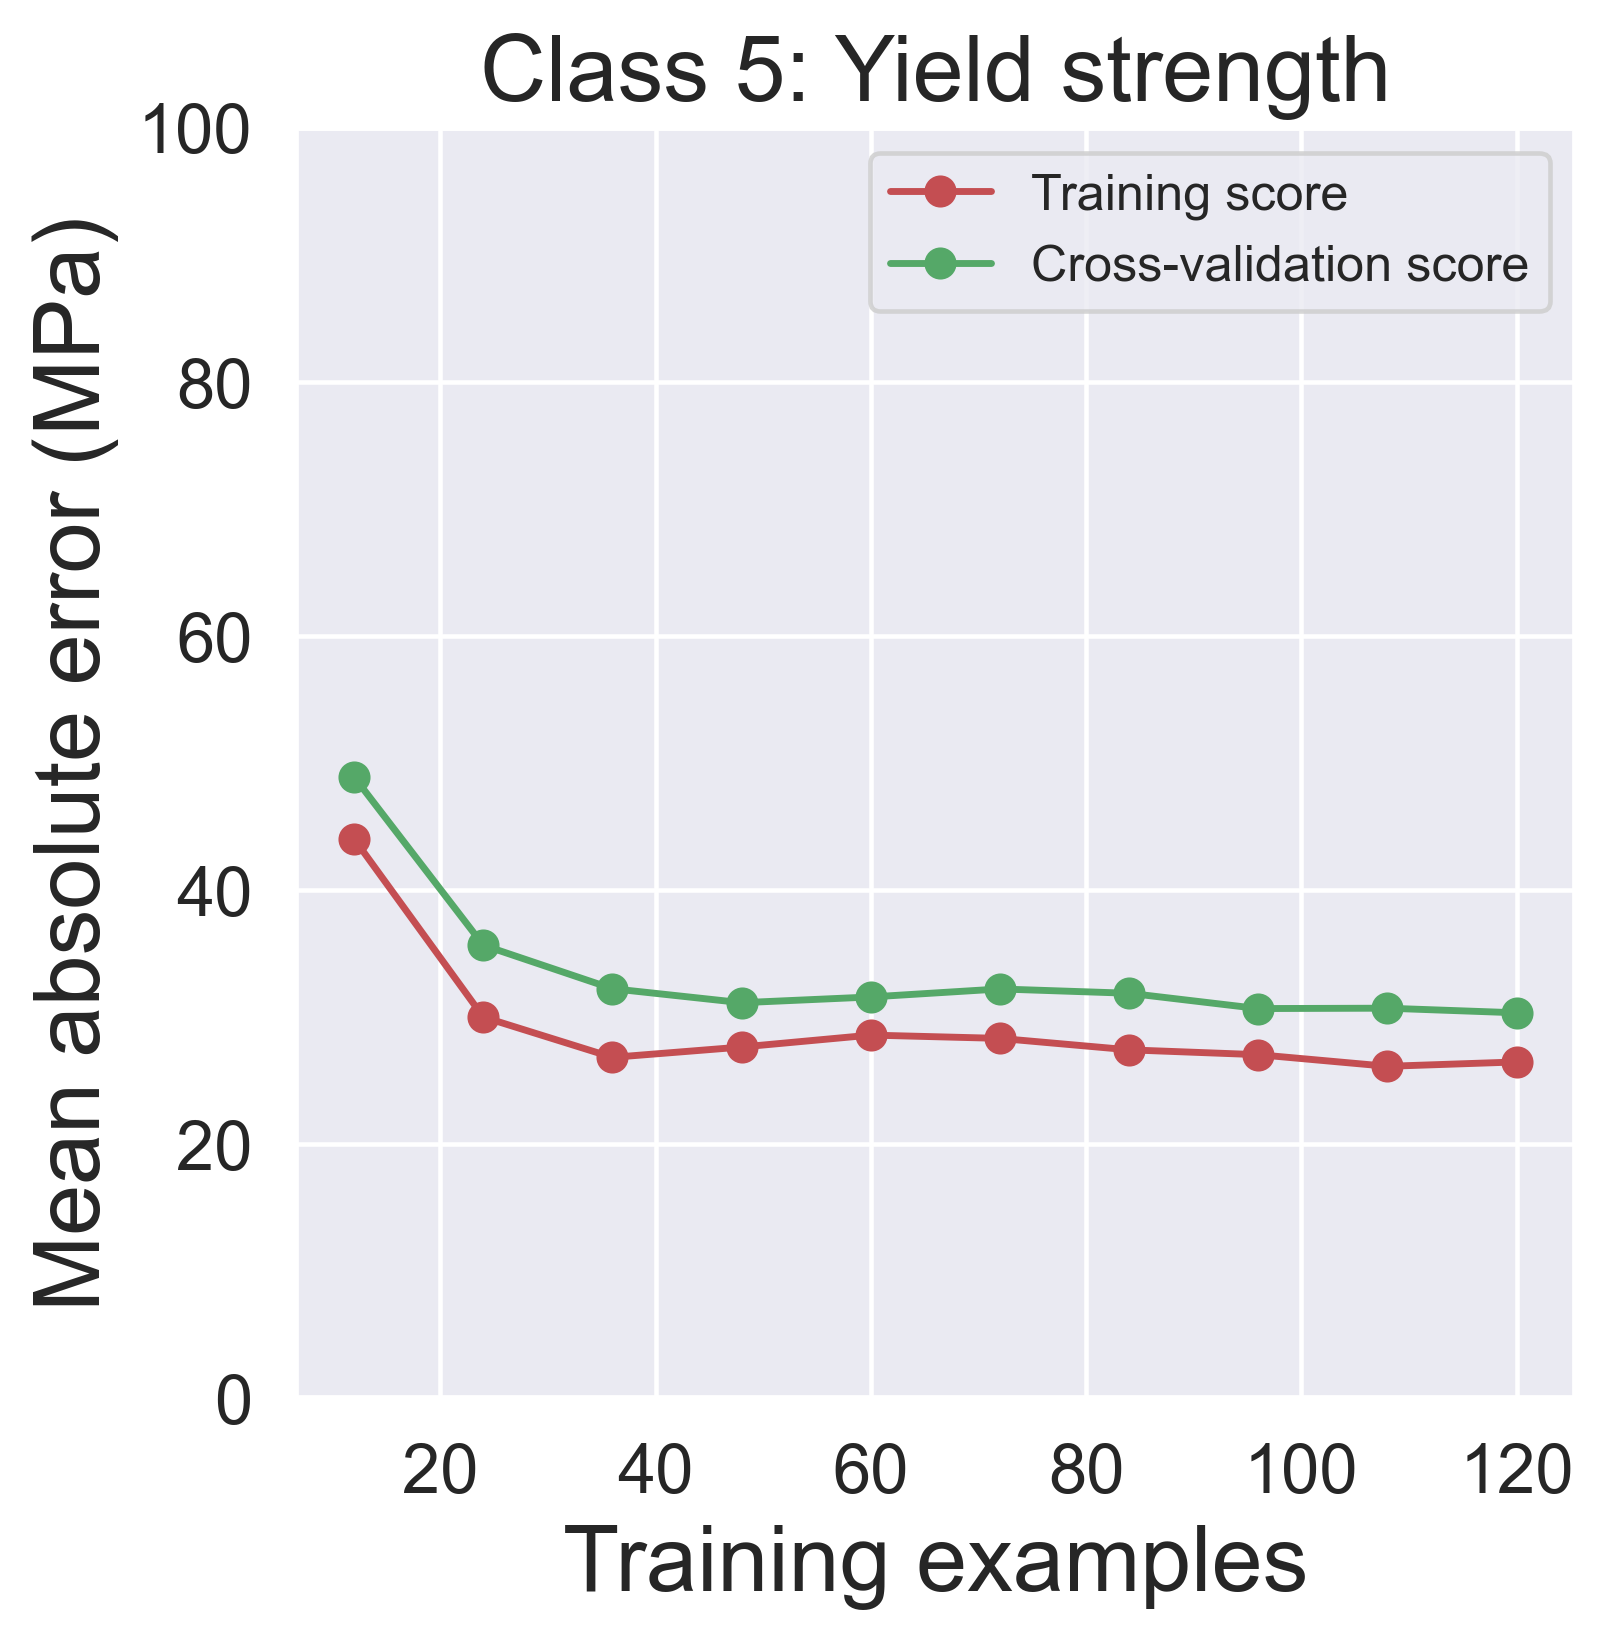 Class 5: Yield strength
Training score
Cross-validation score
Mean absolute error (MPa)
100
80
60
40
20
0
20 40 60 80 100 120
Training examples